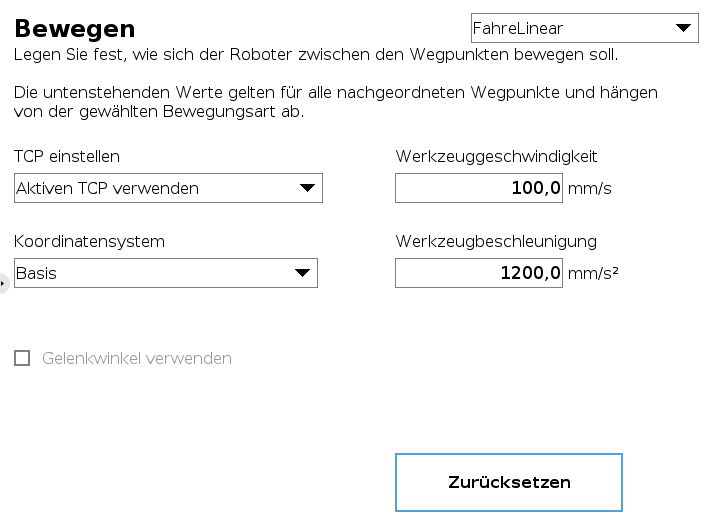 Bewegen
FahreLinear
Legen Sie fest, wie sich der Roboter zwischen den Wegpunkten bewegen soll.
Die untenstehenden Werte gelten für alle nachgeordneten Wegpunkte und hängen
von der gewählten Bewegungsart ab.
TCP einstellen
Werkzeuggeschwindigkeit
Aktiven TCP verwenden
100,0 mm/s
Koordinatensystem
Werkzeugbeschleunigung
Basis
1200,0 mm/s²
Gelenkwinkel verwenden
Zurücksetzen